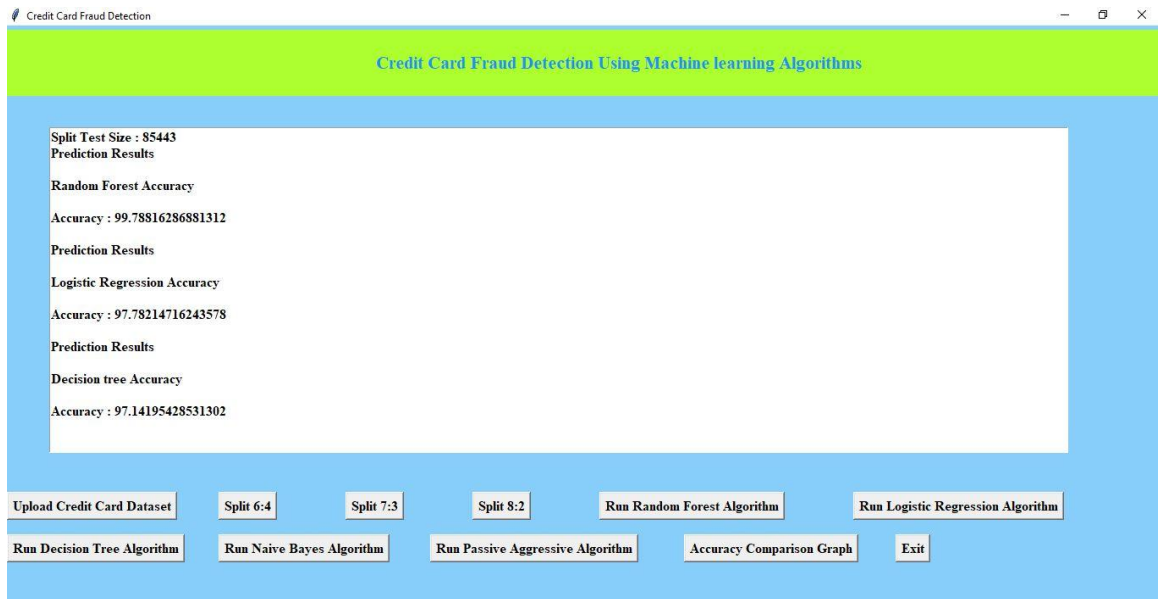 Credit Card Fraud Detection
Credit Card Fraud Detection Using Machine learning Algorithms
Split Test Size : 85443
Prediction Results
Random Forest Accuracy
Accuracy : 99.78816286881312
Prediction Results
Logistic Regression Accuracy
Accuracy : 97.78214716243578
Prediction Results
Decision tree Accuracy
Accuracy : 97.14195428531302
Upload Credit Card Dataset
Split 6:4
Split 7:3
Split 8:2
Run Random Forest Algorithm
Run Logistic Regression Algorithm
Run Decision Tree Algorithm
Run Naive Bayes Algorithm
Run Passive Aggressive Algorithm
Accuracy Comparison Graph
Exit